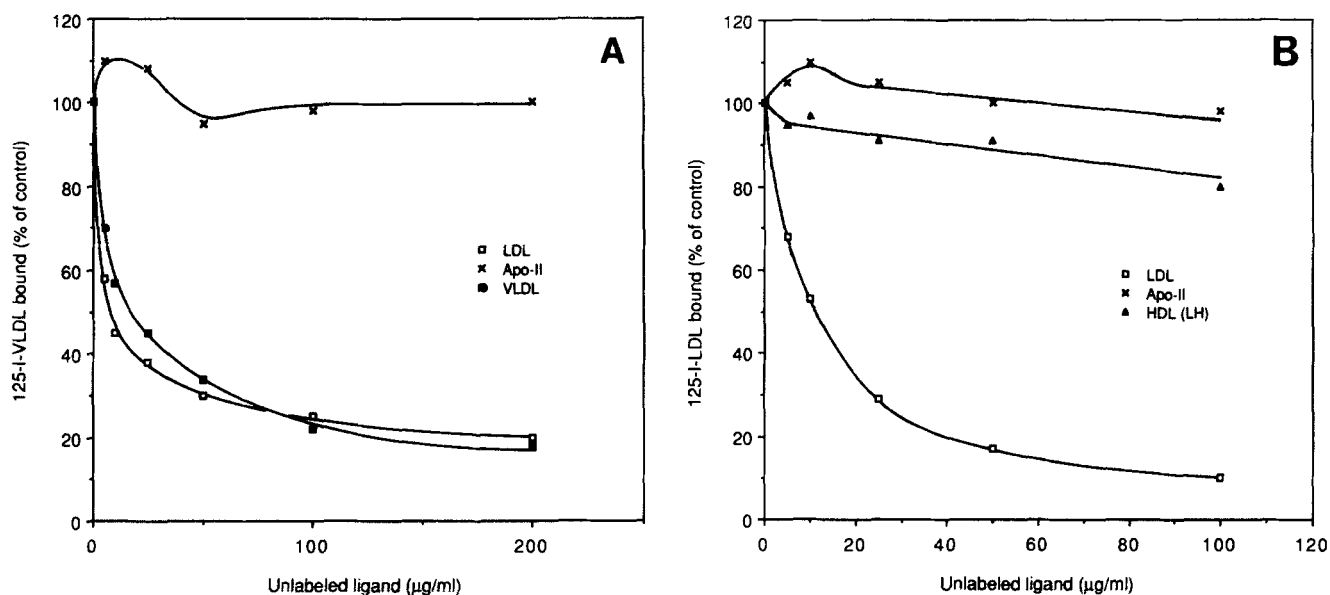 A
125-I-VLDL bound (% of control)
120
100
80
60
40
20
0
LDL
Apo-II
VLDL
0
100
200
Unlabeled ligand (µg/ml)
B
125-I-LDL bound (% of control)
120
100
80
60
40
20
0
LDL
Apo-II
HDL (LH)
0
20
40
60
80
100
120
Unlabeled ligand (µg/ml)